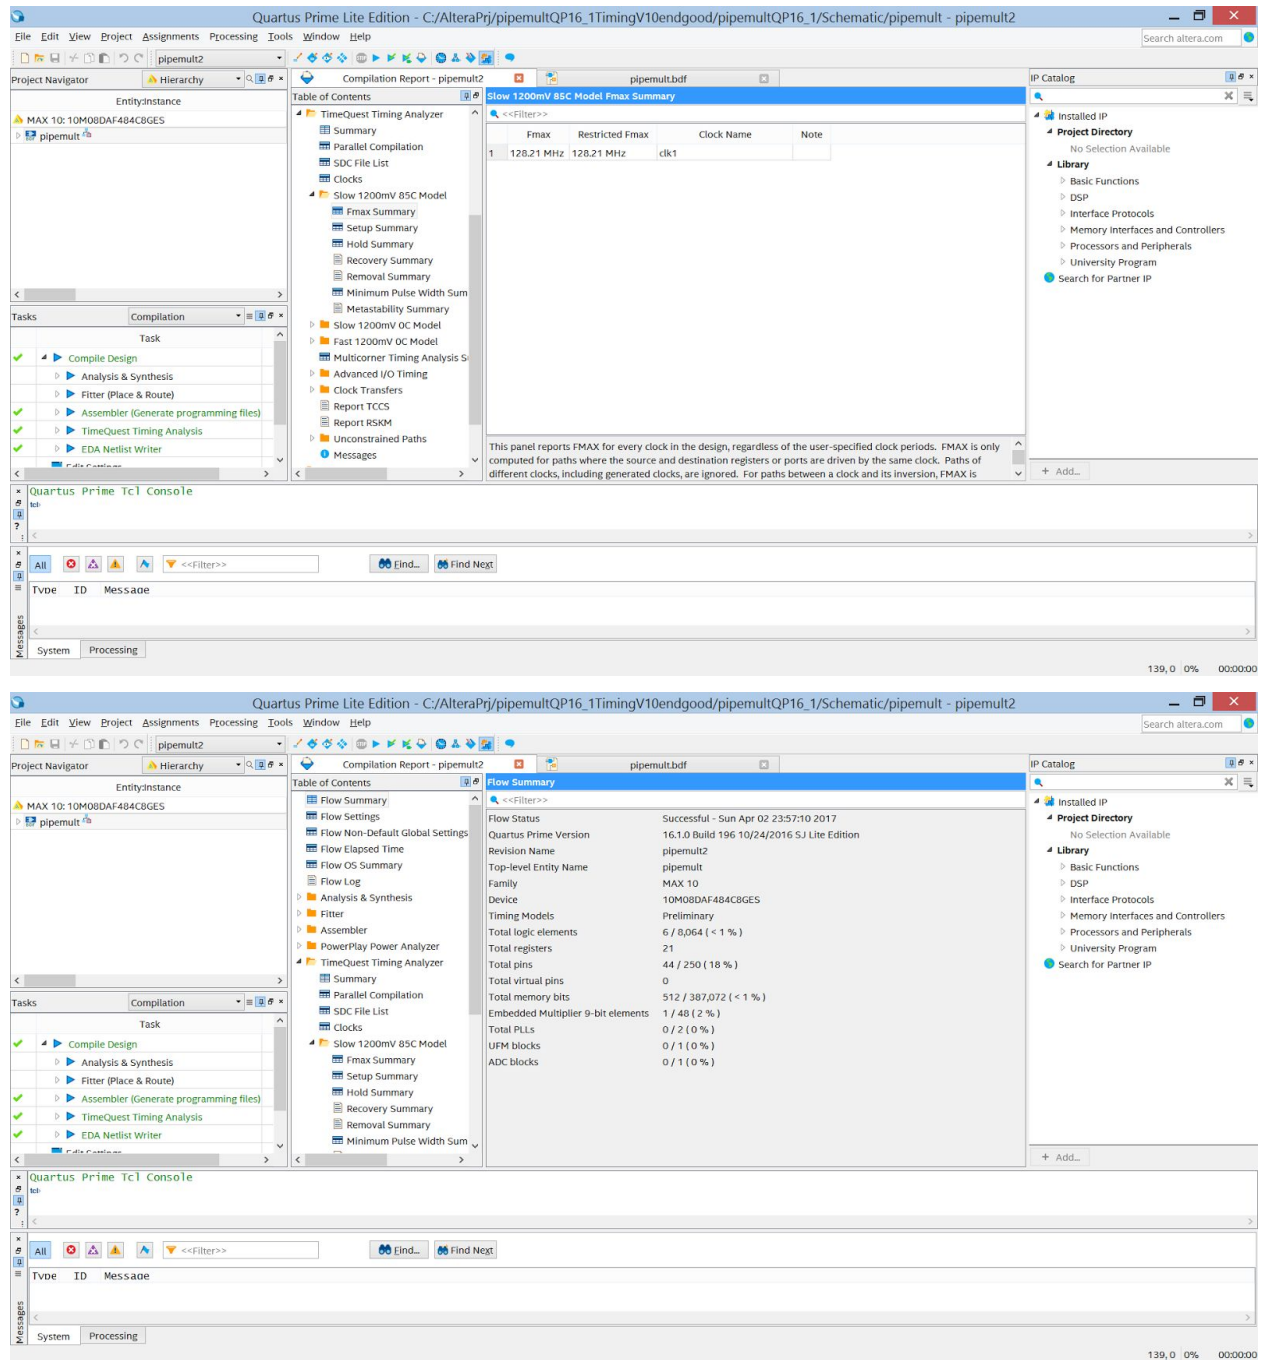 Quartus Prime Lite Edition - C:/AlteraPrj/pipemultQP16_1TimingV10endgood/pipemultQP16_1/Schematic/pipemult - pipemult2
File Edit View Project Assignments Processing Tools Window Help
Search altera.com
pipemult2
Project Navigator
Hierarchy
Entity:Instance
MAX 10: 10M08DAF484C8GES
pipemult
Tasks
Compilation
Task
Compile Design
Analysis & Synthesis
Fitter (Place & Route)
Assembler (Generate programming files)
TimeQuest Timing Analysis
EDA Netlist Writer
Edit Settings
Compilation Report - pipemult2
pipemult.bdf
Table of Contents
TimeQuest Timing Analyzer
Summary
Parallel Compilation
SDC File List
Clocks
Slow 1200mV 85C Model
Fmax Summary
Setup Summary
Hold Summary
Recovery Summary
Removal Summary
Minimum Pulse Width Sum
Metastability Summary
Slow 1200mV 0C Model
Fast 1200mV 0C Model
Multicorner Timing Analysis S
Advanced I/O Timing
Clock Transfers
Report TCCS
Report RSKM
Unconstrained Paths
Messages
Slow 1200mV 85C Model Fmax Summary
<<Filter>>
Fmax Restricted Fmax Clock Name Note
1 128.21 MHz 128.21 MHz clk1
This panel reports FMAX for every clock in the design, regardless of the user-specified clock periods. FMAX is only
computed for paths where the source and destination registers or ports are driven by the same clock. Paths of
different clocks, including generated clocks, are ignored. For paths between a clock and its inversion, FMAX is
IP Catalog
Installed IP
Project Directory
No Selection Available
Library
Basic Functions
DSP
Interface Protocols
Memory Interfaces and Controllers
Processors and Peripherals
University Program
Search for Partner IP
+ Add...
Quartus Prime Tcl Console
tcl>
All
<<Filter>>
Find...
Find Next
Type ID Message
Messages
System Processing
139, 0 0% 00:00:00
Quartus Prime Lite Edition - C:/AlteraPrj/pipemultQP16_1TimingV10endgood/pipemultQP16_1/Schematic/pipemult - pipemult2
File Edit View Project Assignments Processing Tools Window Help
Search altera.com
pipemult2
Project Navigator
Hierarchy
Entity:Instance
MAX 10: 10M08DAF484C8GES
pipemult
Tasks
Compilation
Task
Compile Design
Analysis & Synthesis
Fitter (Place & Route)
Assembler (Generate programming files)
TimeQuest Timing Analysis
EDA Netlist Writer
Edit Settings
Compilation Report - pipemult2
pipemult.bdf
Table of Contents
Flow Summary
Flow Settings
Flow Non-Default Global Settings
Flow Elapsed Time
Flow OS Summary
Flow Log
Analysis & Synthesis
Fitter
Assembler
PowerPlay Power Analyzer
TimeQuest Timing Analyzer
Summary
Parallel Compilation
SDC File List
Clocks
Slow 1200mV 85C Model
Fmax Summary
Setup Summary
Hold Summary
Recovery Summary
Removal Summary
Minimum Pulse Width Sum
Flow Summary
<<Filter>>
Flow Status Successful - Sun Apr 02 23:57:10 2017
Quartus Prime Version 16.1.0 Build 196 10/24/2016 SJ Lite Edition
Revision Name pipemult2
Top-level Entity Name pipemult
Family MAX 10
Device 10M08DAF484C8GES
Timing Models Preliminary
Total logic elements 6 / 8,064 ( < 1 % )
Total registers 21
Total pins 44 / 250 ( 18 % )
Total virtual pins 0
Total memory bits 512 / 387,072 ( < 1 % )
Embedded Multiplier 9-bit elements 1 / 48 ( 2 % )
Total PLLs 0 / 2 ( 0 % )
UFM blocks 0 / 1 ( 0 % )
ADC blocks 0 / 1 ( 0 % )
IP Catalog
Installed IP
Project Directory
No Selection Available
Library
Basic Functions
DSP
Interface Protocols
Memory Interfaces and Controllers
Processors and Peripherals
University Program
Search for Partner IP
+ Add...
Quartus Prime Tcl Console
tcl>
All
<<Filter>>
Find...
Find Next
Type ID Message
Messages
System Processing
139, 0 0% 00:00:00